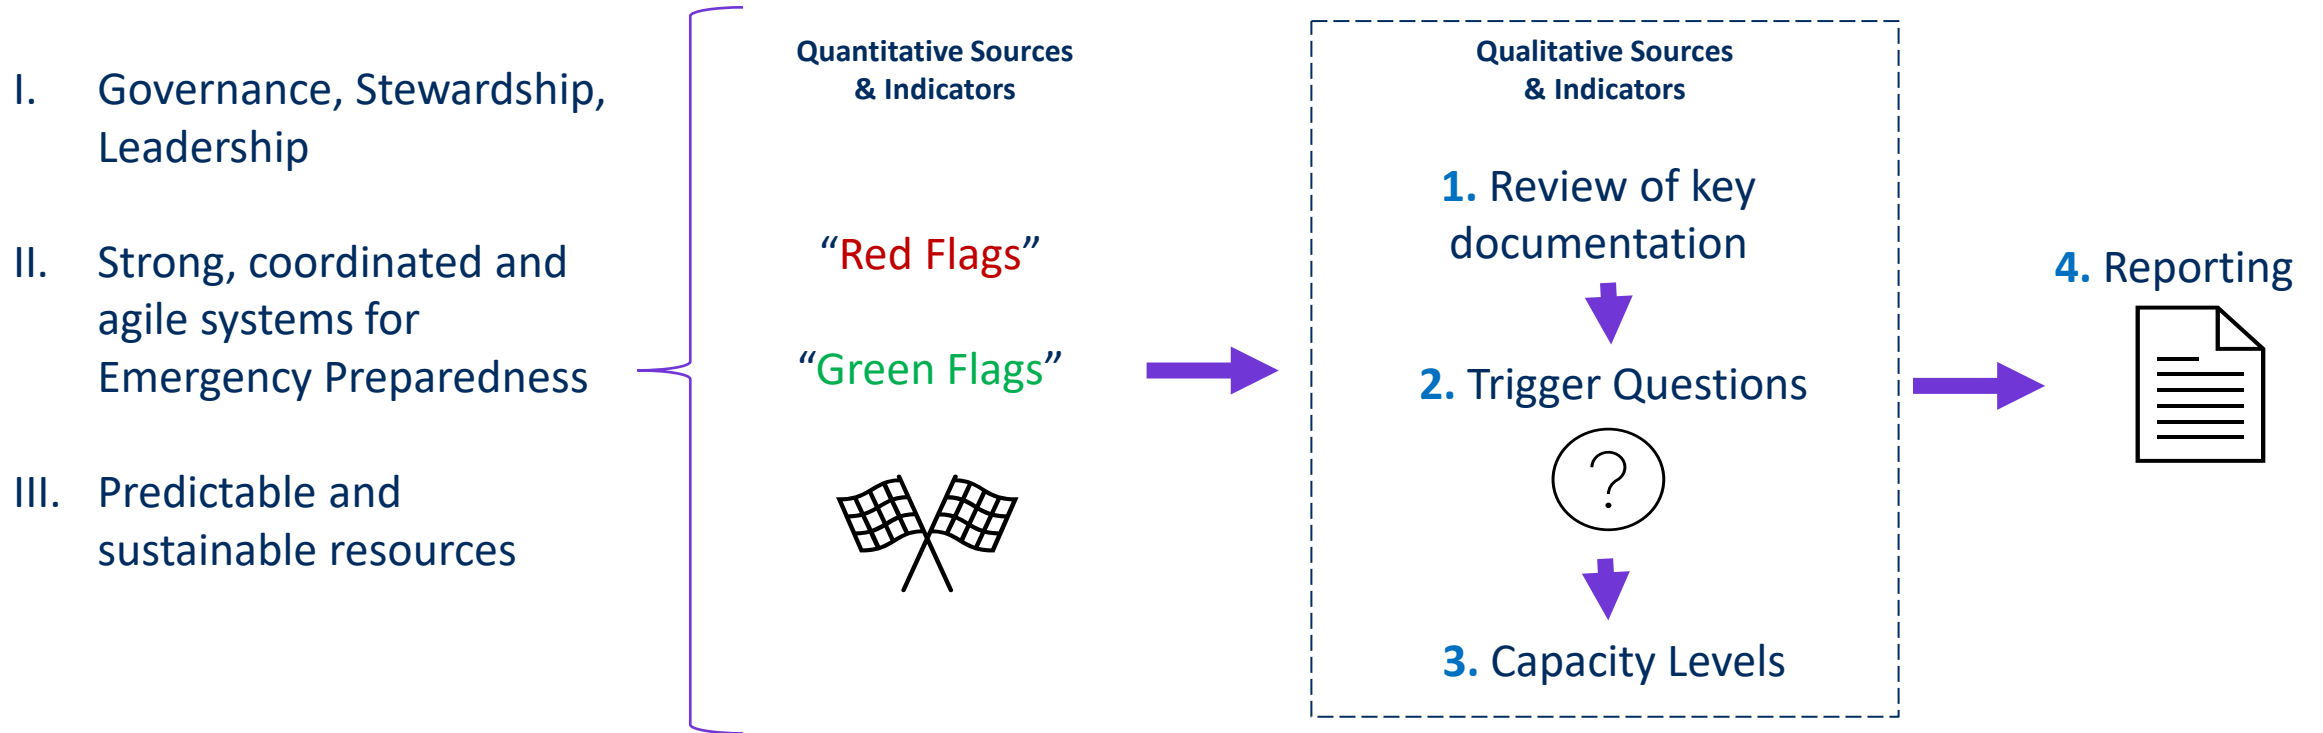 I. Governance, Stewardship,
Leadership
II. Strong, coordinated and
agile systems for
Emergency Preparedness
III. Predictable and
sustainable resources
Quantitative Sources
& Indicators
“Red Flags”
“Green Flags”
Qualitative Sources
& Indicators
1. Review of key
documentation
2. Trigger Questions
?
3. Capacity Levels
4. Reporting